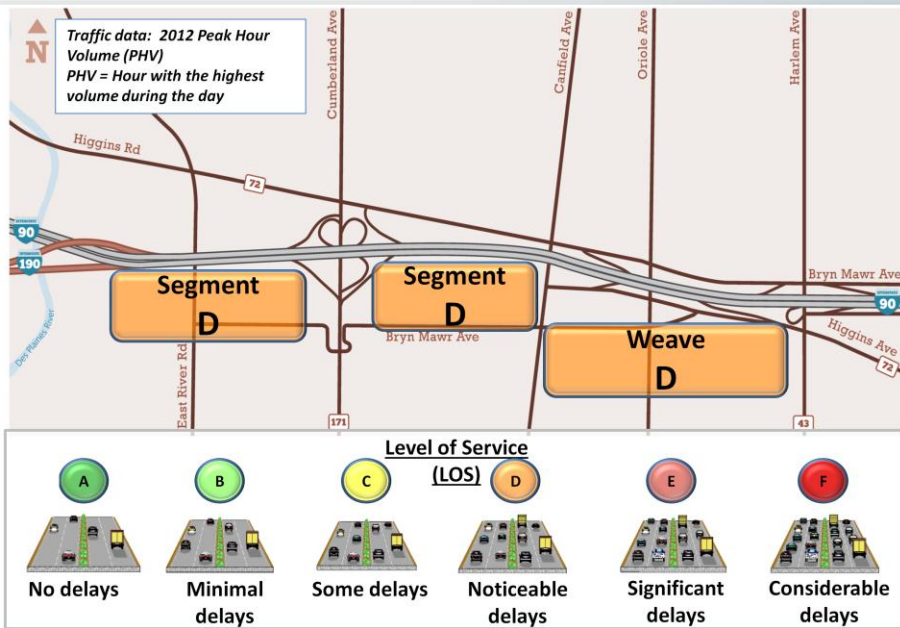 N
Traffic data: 2012 Peak Hour
Volume (PHV)
PHV = Hour with the highest
volume during the day
Cumberland Ave
Canfield Ave
Oriole Ave
Harlem Ave
Higgins Rd
72
90
190
Des Plaines River
Segment
D
Segment
D
Bryn Mawr Ave
90
Weave
D
Bryn Mawr Ave
Higgins Ave
72
East River Rd
171
43
Level of Service
(LOS)
A
B
C
D
E
F
No delays
Minimal
delays
Some delays
Noticeable
delays
Significant
delays
Considerable
delays